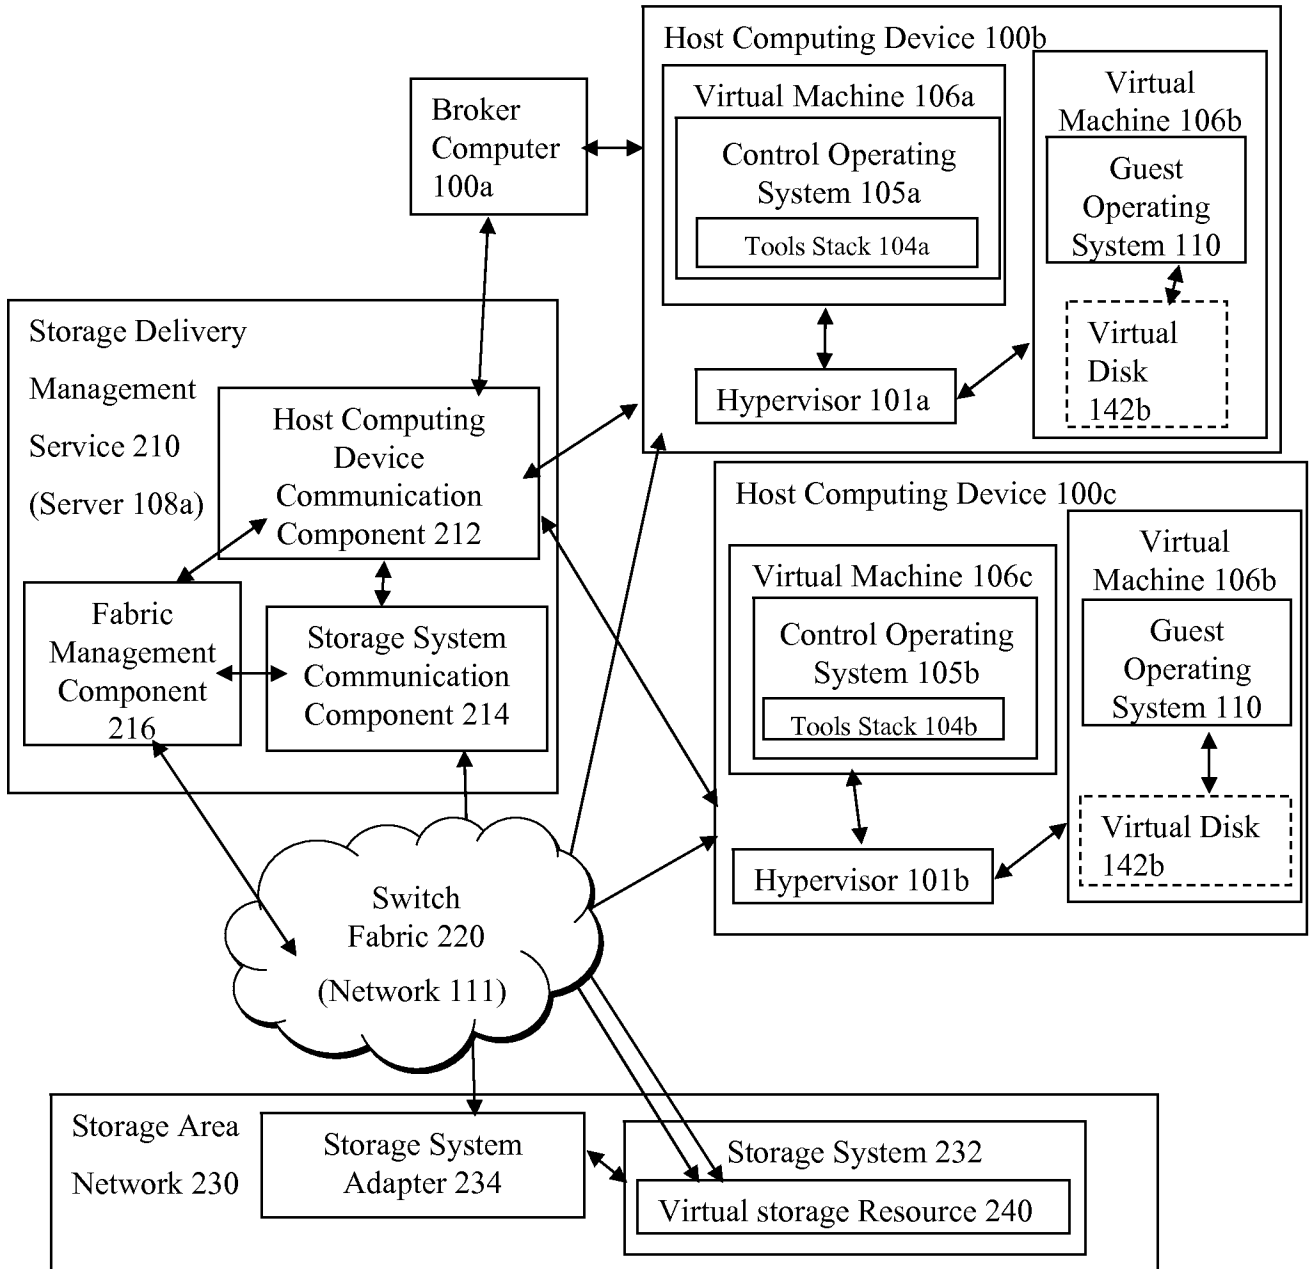 Host Computing Device 100b
Virtual Machine 106a
Control Operating
System 105a
Tools Stack 104a
Hypervisor 101a
Virtual
Machine 106b
Guest
Operating
System 110
Virtual
Disk
142b
Broker
Computer
100a
Storage Delivery
Management
Service 210
(Server 108a)
Host Computing
Device
Communication
Component 212
Fabric
Management
Component
216
Storage System
Communication
Component 214
Host Computing Device 100c
Virtual Machine 106c
Control Operating
System 105b
Tools Stack 104b
Hypervisor 101b
Virtual
Machine 106b
Guest
Operating
System 110
Virtual Disk
142b
Switch
Fabric 220
(Network 111)
Storage Area
Network 230
Storage System
Adapter 234
Storage System 232
Virtual storage Resource 240